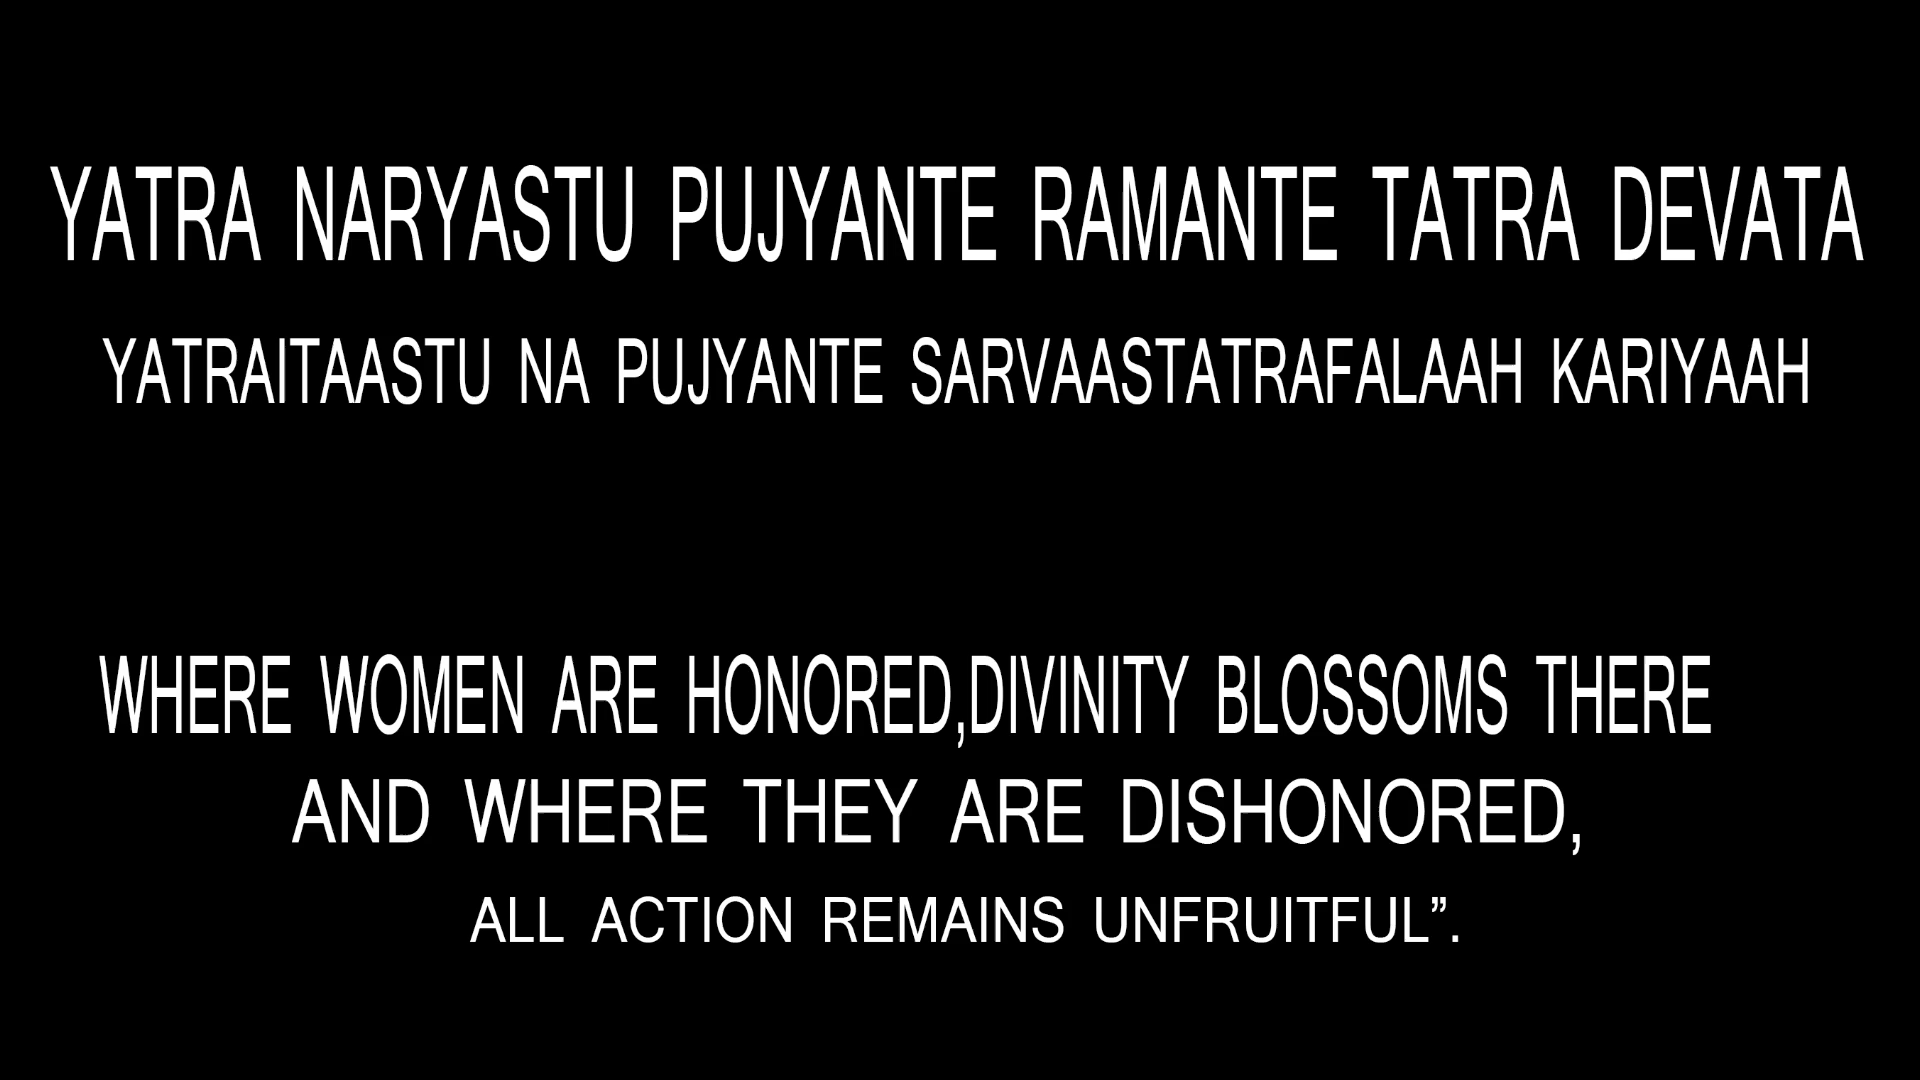 YATRA NARYASTU PUJYANTE RAMANTE TATRA DEVATA
YATRAITAASTU NA PUJYANTE SARVAASTATRAFALAAH KARIYAAH
WHERE WOMEN ARE HONORED,DIVINITY BLOSSOMS THERE
AND WHERE THEY ARE DISHONORED,
ALL ACTION REMAINS UNFRUITFUL”.